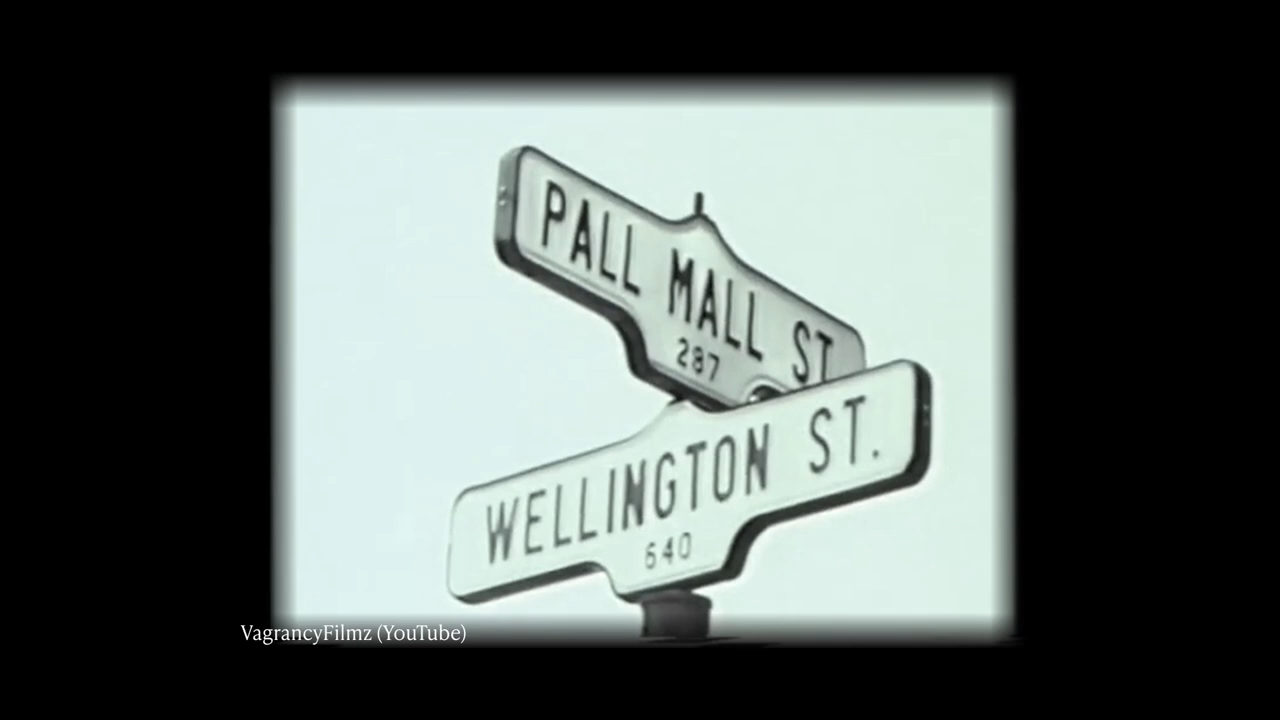 PALL MALL ST
287
WELLINGTON ST.
640
VagrancyFilmz (YouTube)